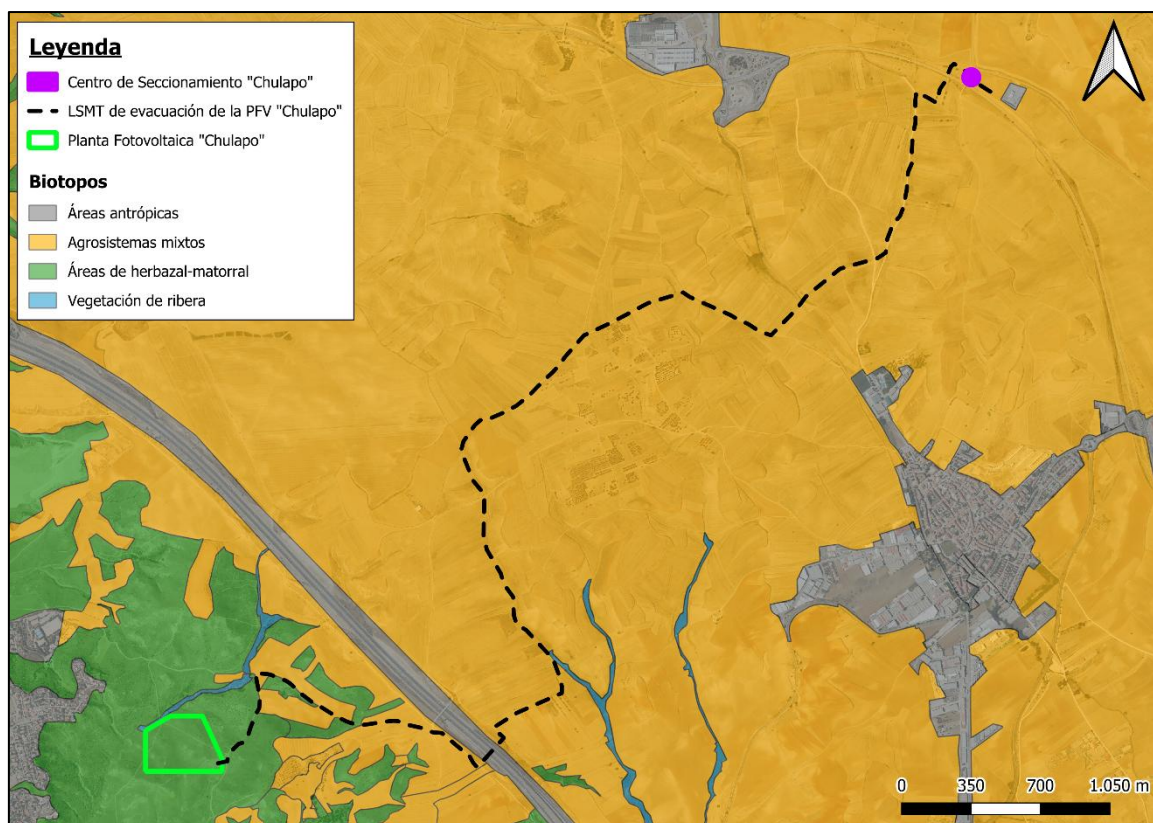 Leyenda
Centro de Seccionamiento "Chulapo"
LSMT de evacuación de la PFV "Chulapo"
Planta Fotovoltaica "Chulapo"
Biotopos
Áreas antrópicas
Agrosistemas mixtos
Áreas de herbazal-matorral
Vegetación de ribera
0 350 700 1.050 m